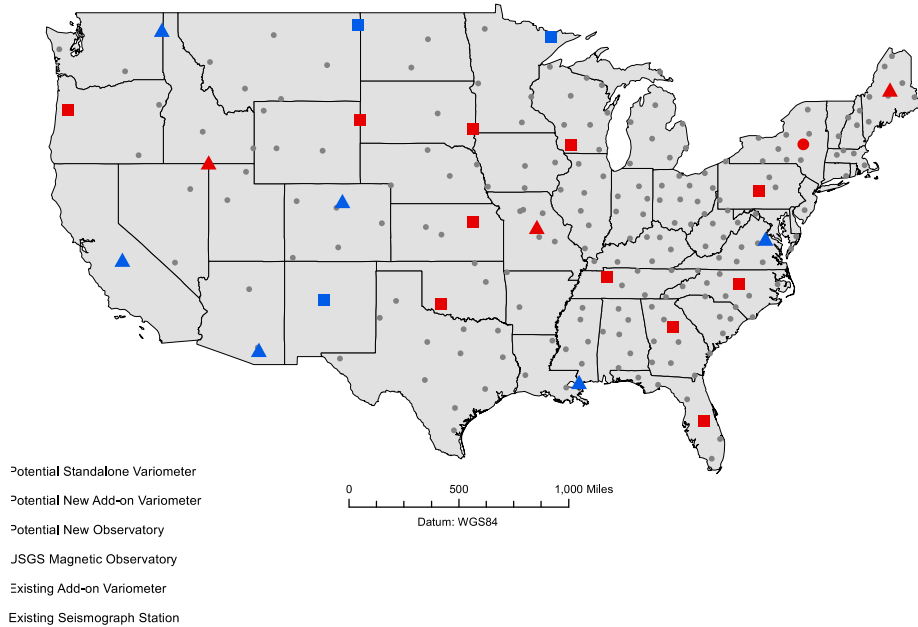 0 500 1,000 Miles
Datum: WGS84
Potential Standalone Variometer
Potential New Add-on Variometer
Potential New Observatory
USGS Magnetic Observatory
Existing Add-on Variometer
Existing Seismograph Station